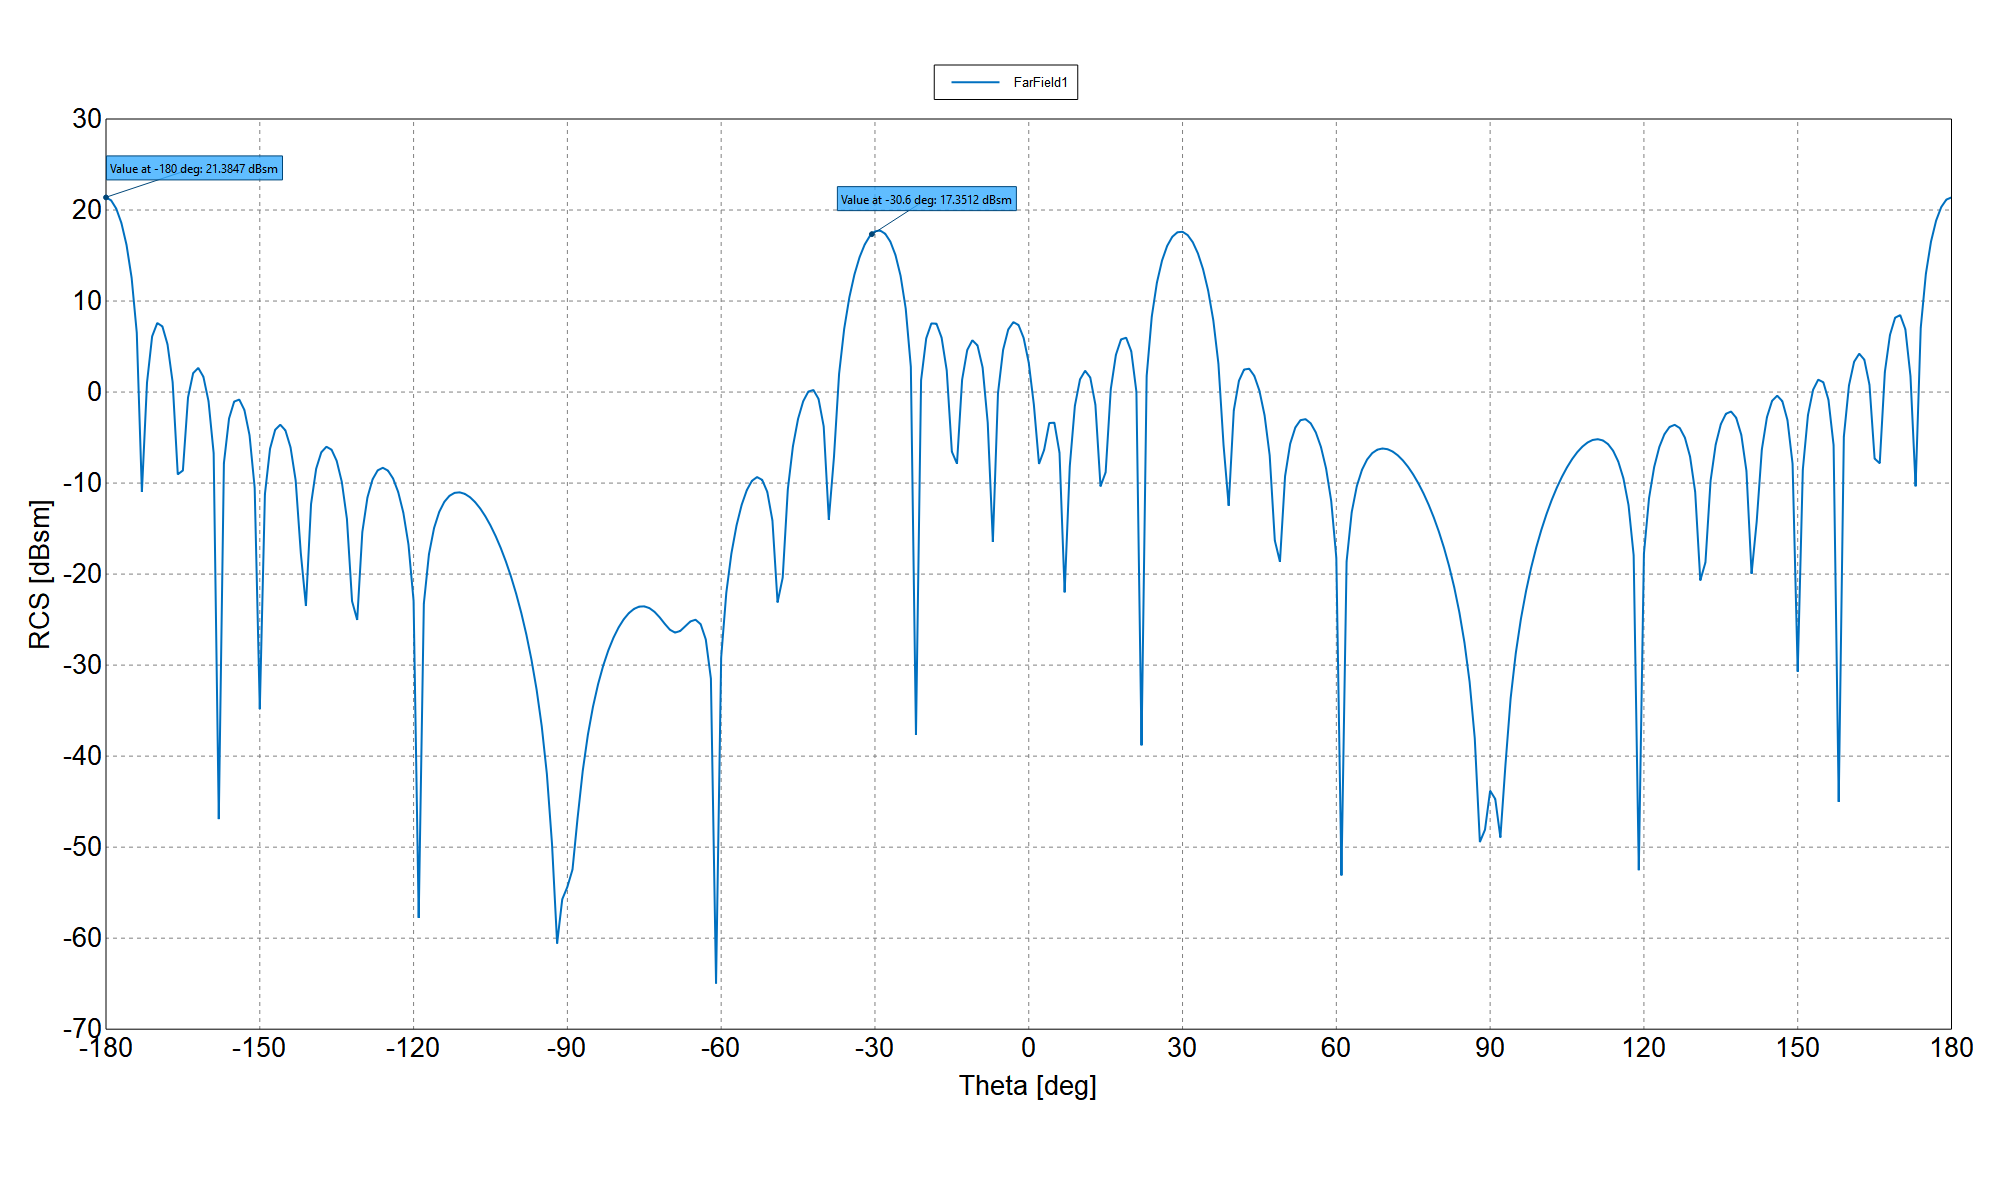 FarField1
30
Value at -180 deg: 21.3847 dBsm
Value at -30.6 deg: 17.3512 dBsm
20
10
0
-10
-20
-30
-40
-50
-60
-70
RCS [dBsm]
-180 -150 -120 -90 -60 -30 0 30 60 90 120 150 180
Theta [deg]